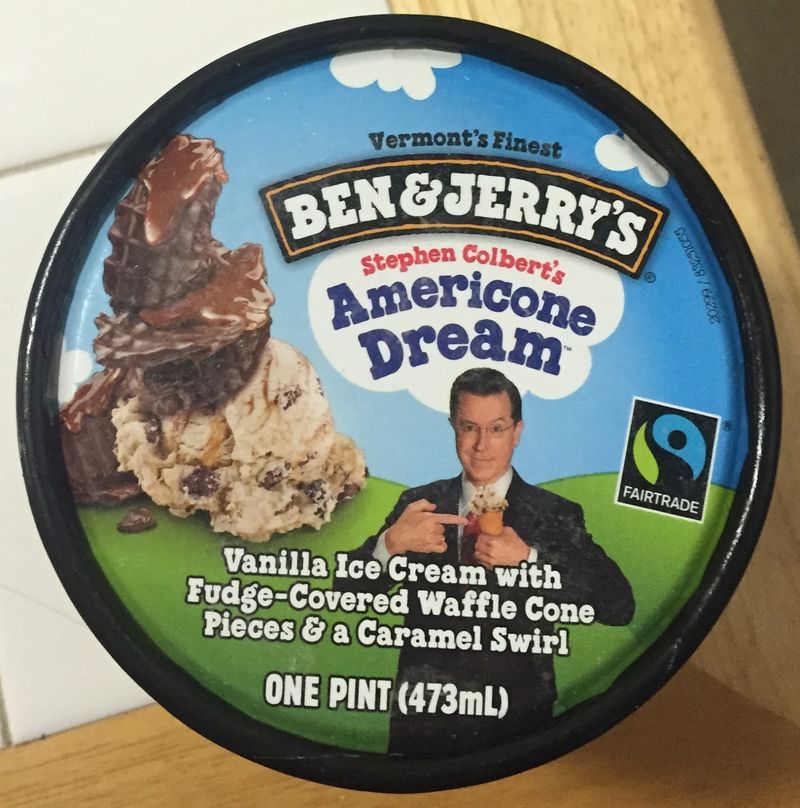 Vermont's Finest
BEN & JERRY'S
®
Stephen Colbert's
Americone
Dream™
FAIRTRADE
®
Vanilla Ice Cream with
Fudge-Covered Waffle Cone
Pieces & a Caramel Swirl
ONE PINT (473mL)